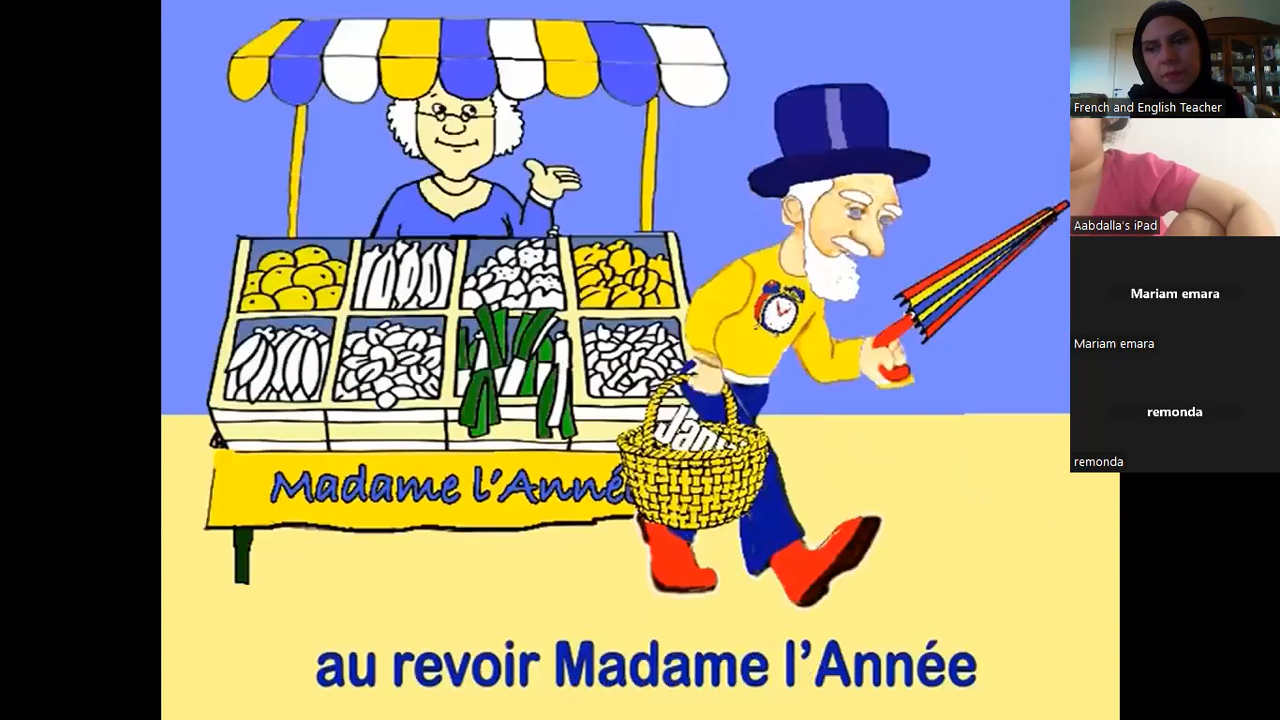 Madame l'Année
Janv
au revoir Madame l'Année
French and English Teacher
Aabdalla's iPad
Mariam emara
Mariam emara
remonda
remonda